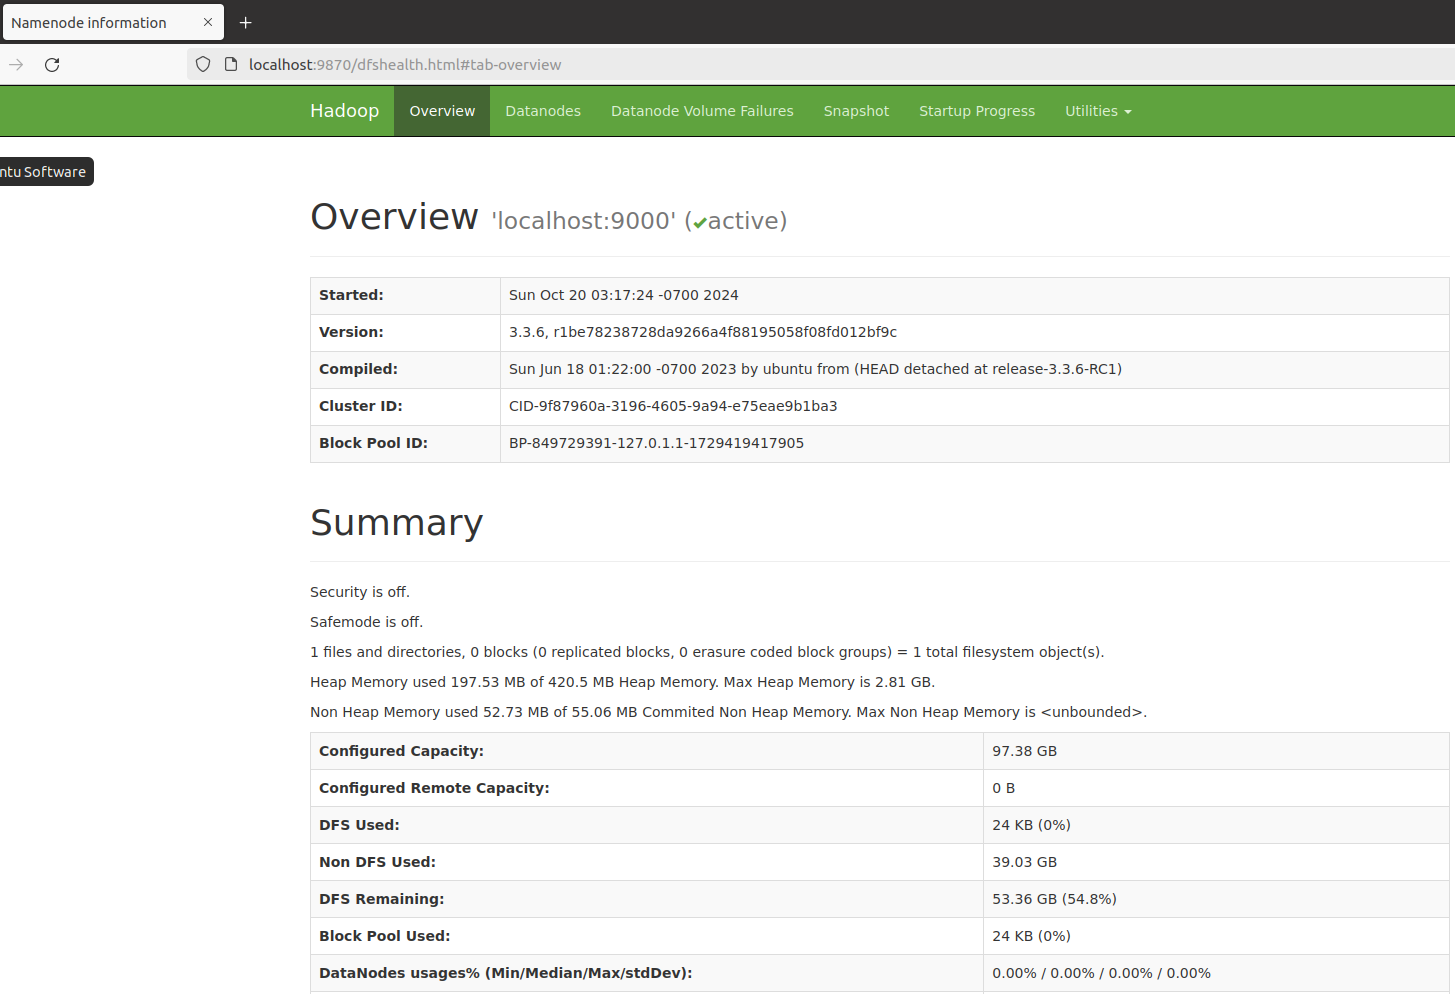 Namenode information
localhost:9870/dfshealth.html#tab-overview
Hadoop Overview Datanodes Datanode Volume Failures Snapshot Startup Progress Utilities
ntu Software
Overview 'localhost:9000' (✔active)
Started: Sun Oct 20 03:17:24 -0700 2024
Version: 3.3.6, r1be78238728da9266a4f88195058f08fd012bf9c
Compiled: Sun Jun 18 01:22:00 -0700 2023 by ubuntu from (HEAD detached at release-3.3.6-RC1)
Cluster ID: CID-9f87960a-3196-4605-9a94-e75eae9b1ba3
Block Pool ID: BP-849729391-127.0.1.1-1729419417905
Summary
Security is off.
Safemode is off.
1 files and directories, 0 blocks (0 replicated blocks, 0 erasure coded block groups) = 1 total filesystem object(s).
Heap Memory used 197.53 MB of 420.5 MB Heap Memory. Max Heap Memory is 2.81 GB.
Non Heap Memory used 52.73 MB of 55.06 MB Commited Non Heap Memory. Max Non Heap Memory is <unbounded>.
Configured Capacity: 97.38 GB
Configured Remote Capacity: 0 B
DFS Used: 24 KB (0%)
Non DFS Used: 39.03 GB
DFS Remaining: 53.36 GB (54.8%)
Block Pool Used: 24 KB (0%)
DataNodes usages% (Min/Median/Max/stdDev): 0.00% / 0.00% / 0.00% / 0.00%